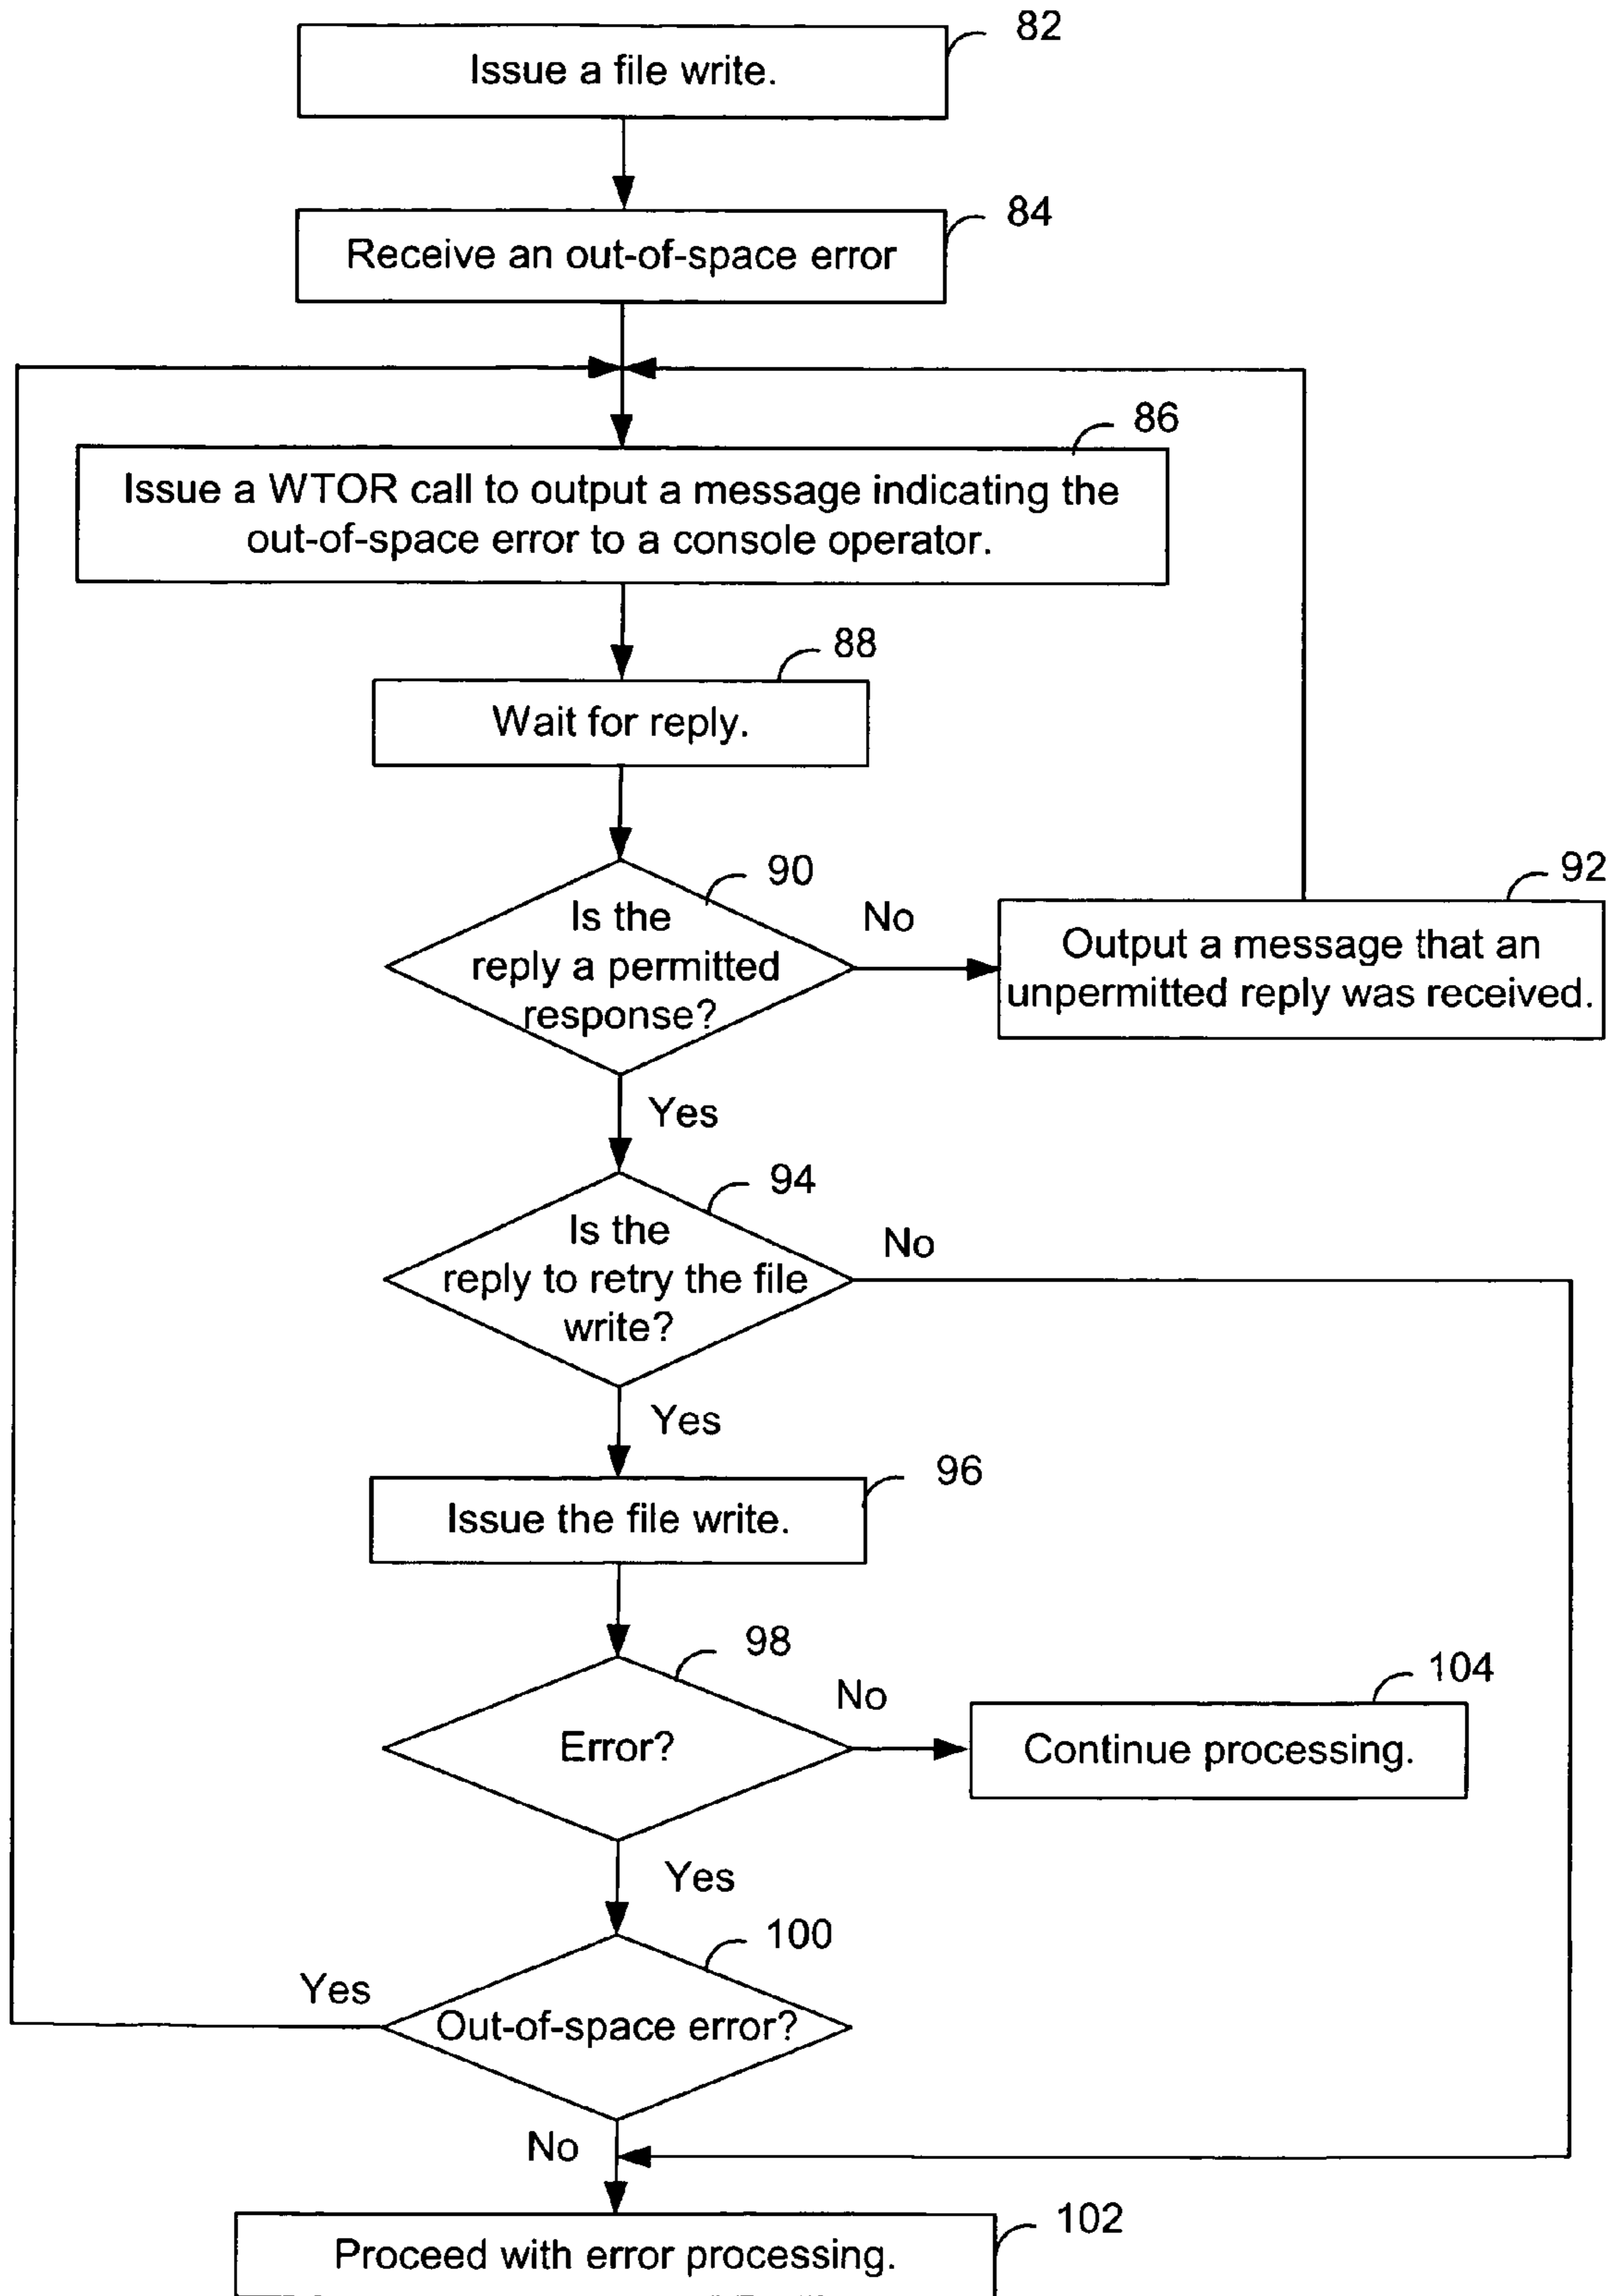 82
Issue a file write.
84
Receive an out-of-space error
86
Issue a WTOR call to output a message indicating the
out-of-space error to a console operator.
88
Wait for reply.
90
Is the
reply a permitted
response?
No
92
Output a message that an
unpermitted reply was received.
Yes
94
Is the
reply to retry the file
write?
No
Yes
96
Issue the file write.
98
Error?
No
104
Continue processing.
Yes
100
Out-of-space error?
Yes
No
102
Proceed with error processing.